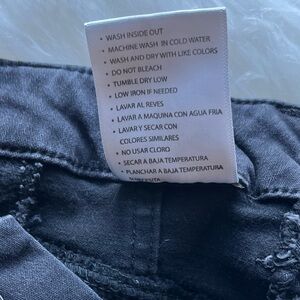 • WASH INSIDE OUT
• MACHINE WASH IN COLD WATER
• WASH AND DRY WITH LIKE COLORS
• DO NOT BLEACH
• TUMBLE DRY LOW
• LOW IRON IF NEEDED
• LAVAR AL REVES
• LAVAR A MAQUINA CON AGUA FRIA
• LAVAR Y SECAR CON
COLORES SIMILARES
• NO USAR CLORO
• SECAR A BAJA TEMPERATURA
• PLANCHAR A BAJA TEMPERATURA